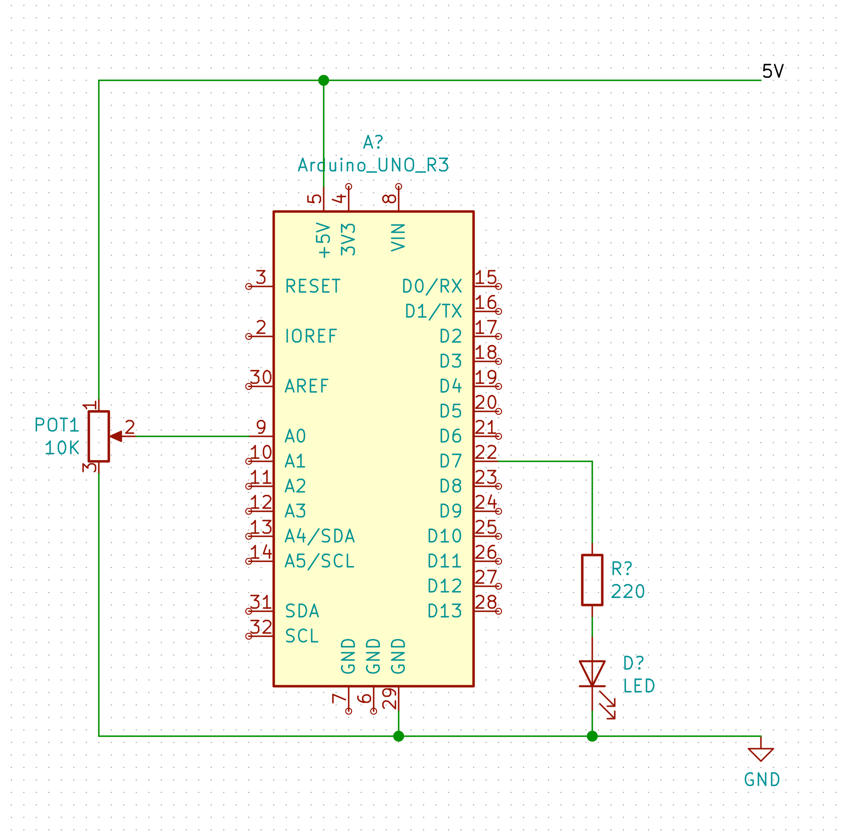 5V
A?
Arduino_UNO_R3
5
4
8
+5V
3V3
VIN
3
RESET
D0/RX
15
D1/TX
16
2
IOREF
D2
17
D3
18
30
AREF
D4
19
D5
20
POT1
10K
1
2
3
9
A0
D6
21
10
A1
D7
22
11
A2
D8
23
12
A3
D9
24
13
A4/SDA
D10
25
14
A5/SCL
D11
26
D12
27
31
SDA
D13
28
32
SCL
GND
GND
GND
7
6
29
R?
220
D?
LED
GND